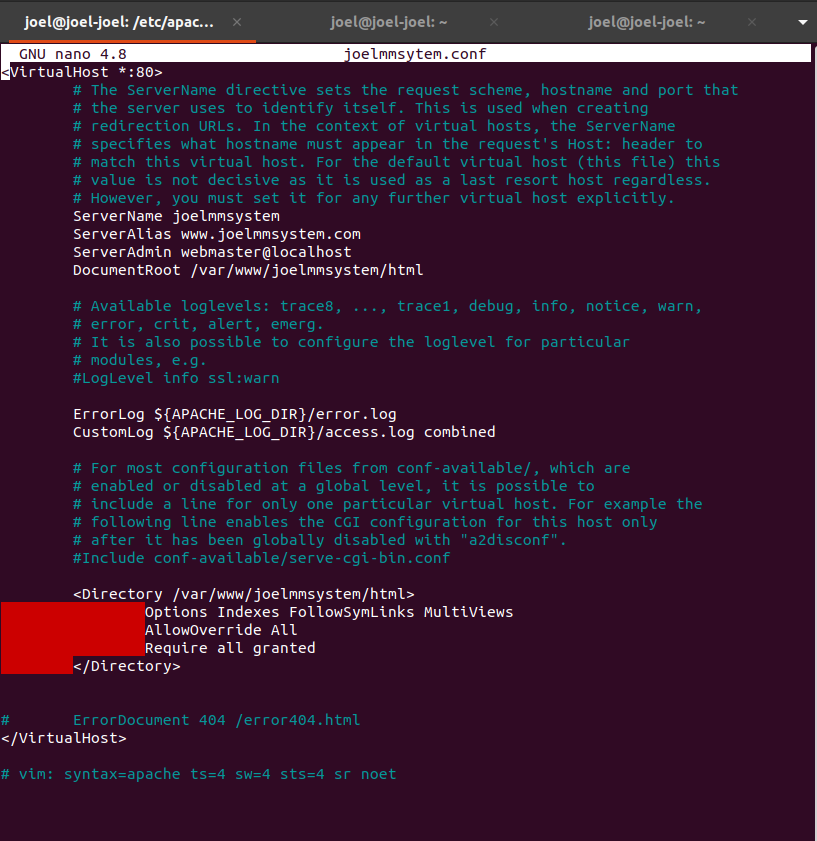 joel@joel-joel: /etc/apac... × joel@joel-joel: ~ × joel@joel-joel: ~ ×
GNU nano 4.8 joelmmsytem.conf
<VirtualHost *:80>
# The ServerName directive sets the request scheme, hostname and port that
# the server uses to identify itself. This is used when creating
# redirection URLs. In the context of virtual hosts, the ServerName
# specifies what hostname must appear in the request's Host: header to
# match this virtual host. For the default virtual host (this file) this
# value is not decisive as it is used as a last resort host regardless.
# However, you must set it for any further virtual host explicitly.
ServerName joelmmsystem
ServerAlias www.joelmmsystem.com
ServerAdmin webmaster@localhost
DocumentRoot /var/www/joelmmsystem/html
# Available loglevels: trace8, ..., trace1, debug, info, notice, warn,
# error, crit, alert, emerg.
# It is also possible to configure the loglevel for particular
# modules, e.g.
#LogLevel info ssl:warn
ErrorLog ${APACHE_LOG_DIR}/error.log
CustomLog ${APACHE_LOG_DIR}/access.log combined
# For most configuration files from conf-available/, which are
# enabled or disabled at a global level, it is possible to
# include a line for only one particular virtual host. For example the
# following line enables the CGI configuration for this host only
# after it has been globally disabled with "a2disconf".
#Include conf-available/serve-cgi-bin.conf
<Directory /var/www/joelmmsystem/html>
Options Indexes FollowSymLinks MultiViews
AllowOverride All
Require all granted
</Directory>
# ErrorDocument 404 /error404.html
</VirtualHost>
# vim: syntax=apache ts=4 sw=4 sts=4 sr noet